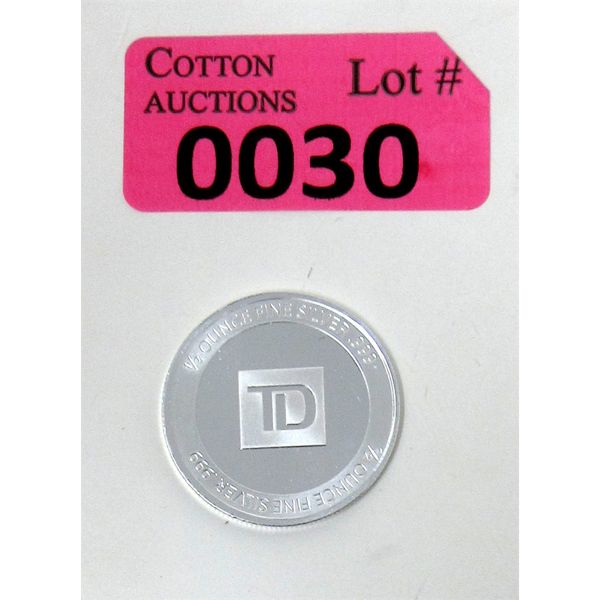 COTTON
AUCTIONS
Lot #
0030
½ OUNCE FINE SILVER .999
TD
½ OUNCE FINE SILVER .999